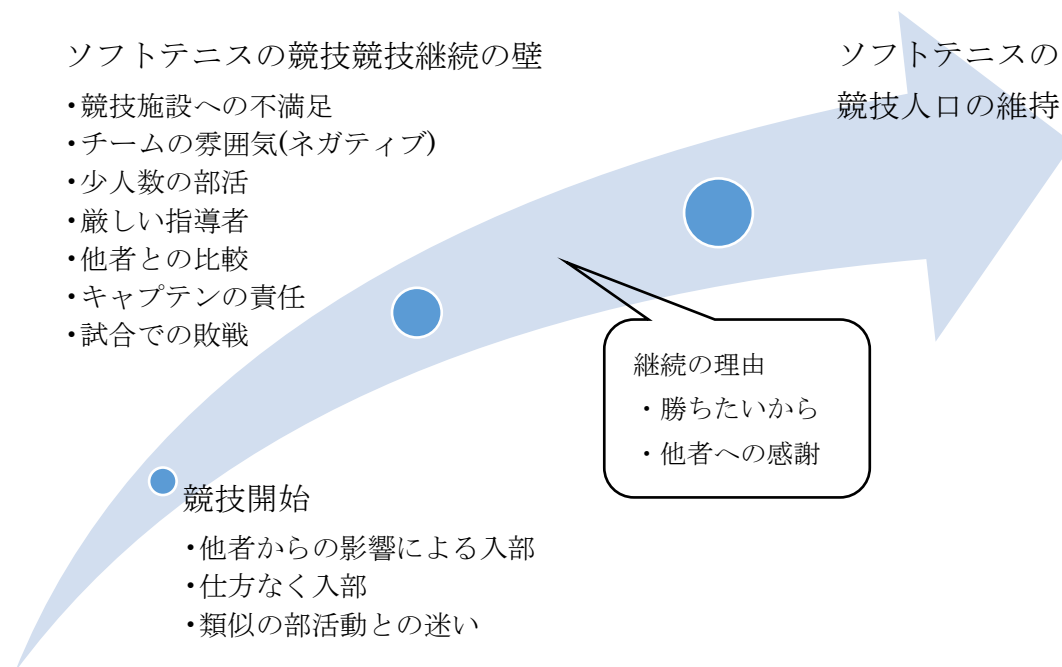 ソフトテニスの競技競技継続の壁
・競技施設への不満足
・チームの雰囲気(ネガティブ)
・少人数の部活
・厳しい指導者
・他者との比較
・キャプテンの責任
・試合での敗戦
ソフトテニスの
競技人口の維持
継続の理由
・勝ちたいから
・他者への感謝
競技開始
・他者からの影響による入部
・仕方なく入部
・類似の部活動との迷い